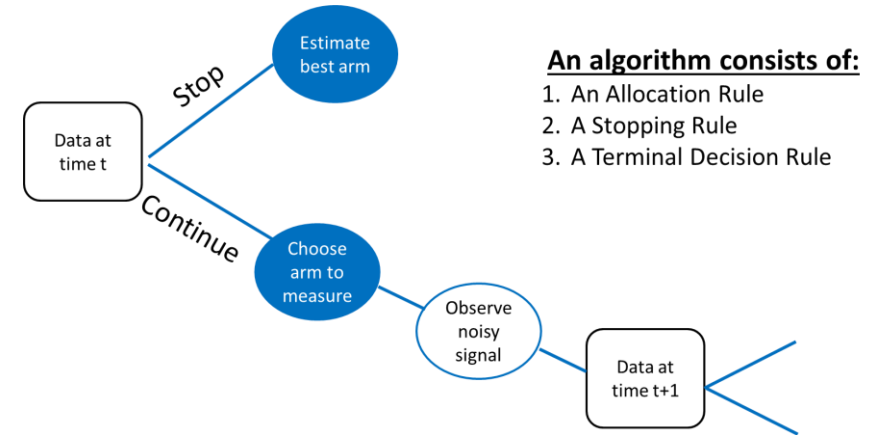 Estimate
best arm
Stop
Data at
time t
Continue
Choose
arm to
measure
Observe
noisy
signal
Data at
time t+1
An algorithm consists of:
1. An Allocation Rule
2. A Stopping Rule
3. A Terminal Decision Rule